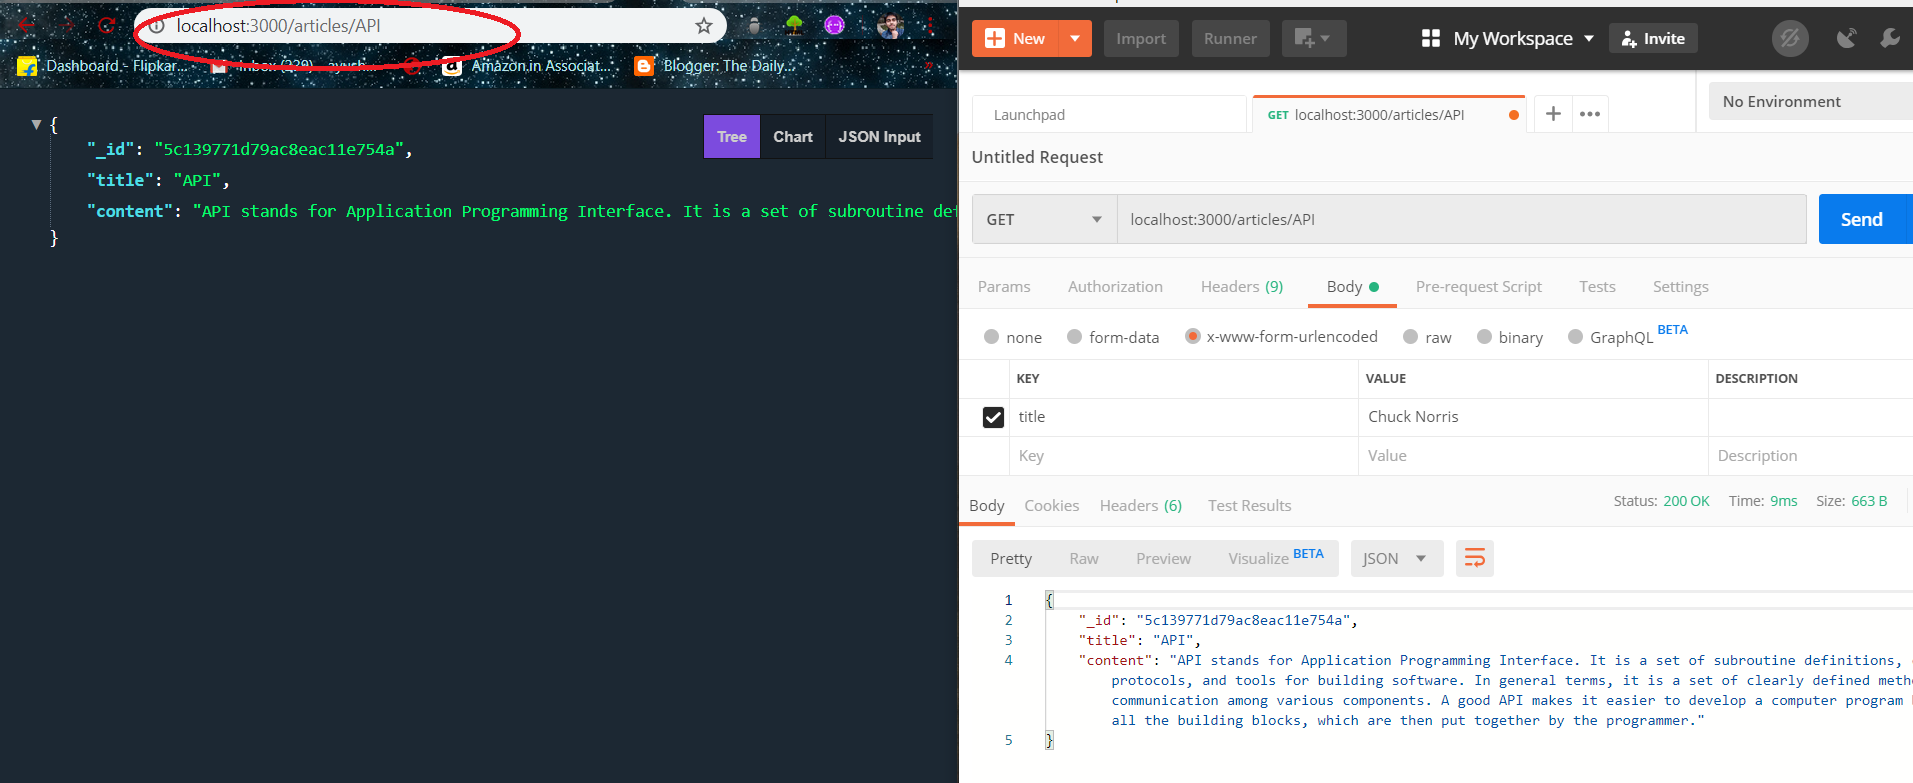 localhost:3000/articles/API
Dashboard - Flipkar...
Amazon.in Associat...
Blogger: The Daily...
{
"_id": "5c139771d79ac8eac11e754a",
"title": "API",
"content": "API stands for Application Programming Interface. It is a set of subroutine def
}
Tree Chart JSON Input
New Import Runner My Workspace Invite
Launchpad GET localhost:3000/articles/API No Environment
Untitled Request
GET localhost:3000/articles/API Send
Params Authorization Headers (9) Body Pre-request Script Tests Settings
none form-data x-www-form-urlencoded raw binary GraphQL BETA
KEY VALUE DESCRIPTION
title Chuck Norris
Key Value Description
Body Cookies Headers (6) Test Results Status: 200 OK Time: 9ms Size: 663 B
Pretty Raw Preview Visualize BETA JSON
1 {
2 "_id": "5c139771d79ac8eac11e754a",
3 "title": "API",
4 "content": "API stands for Application Programming Interface. It is a set of subroutine definitions,
protocols, and tools for building software. In general terms, it is a set of clearly defined meth
communication among various components. A good API makes it easier to develop a computer program
all the building blocks, which are then put together by the programmer."
5 }